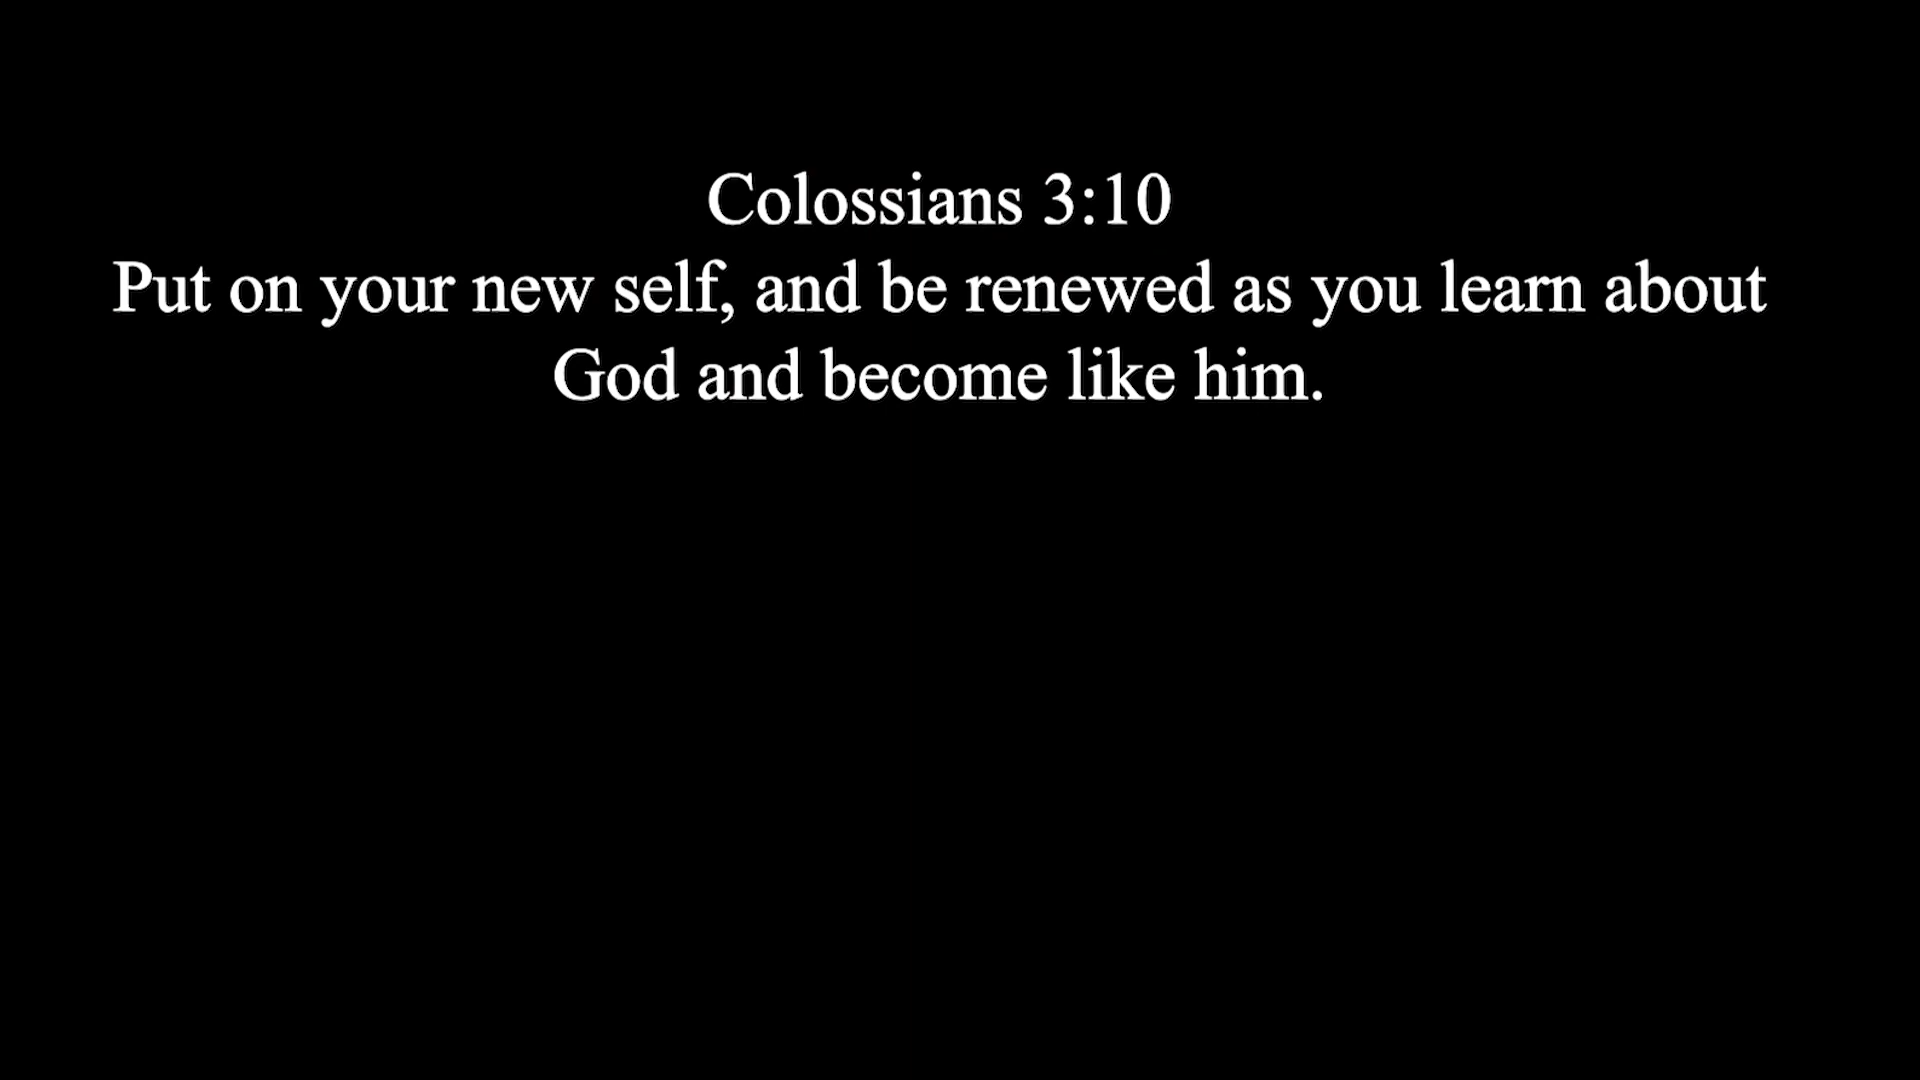 Colossians 3:10
Put on your new self, and be renewed as you learn about
God and become like him.